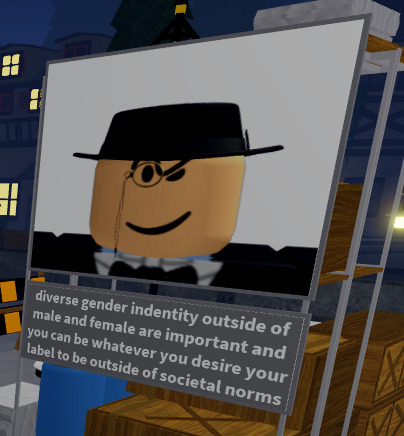 diverse gender indentity outside of
male and female are important and
you can be whatever you desire your
label to be outside of societal norms